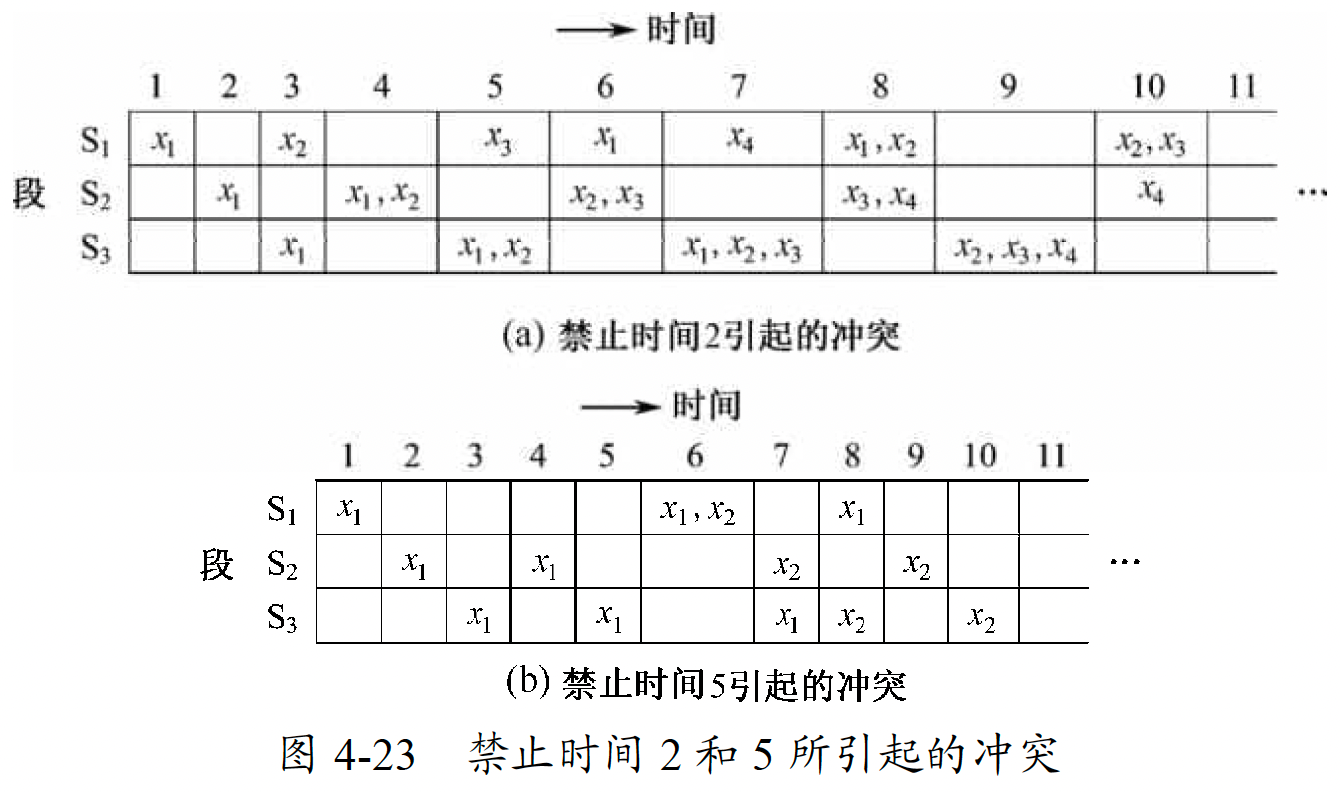 → 时间
1 2 3 4 5 6 7 8 9 10 11
S₁ x₁ x₂ x₃ x₁ x₄ x₁, x₂ x₂, x₃
段 S₂ x₁ x₁, x₂ x₂, x₃ x₃, x₄ x₄ …
S₃ x₁ x₁, x₂ x₁, x₂, x₃ x₂, x₃, x₄
(a) 禁止时间2引起的冲突
→ 时间
1 2 3 4 5 6 7 8 9 10 11
S₁ x₁ x₁, x₂ x₁
段 S₂ x₁ x₁ x₂ x₂ …
S₃ x₁ x₁ x₁ x₂ x₂
(b) 禁止时间5引起的冲突
图 4-23 禁止时间 2 和 5 所引起的冲突